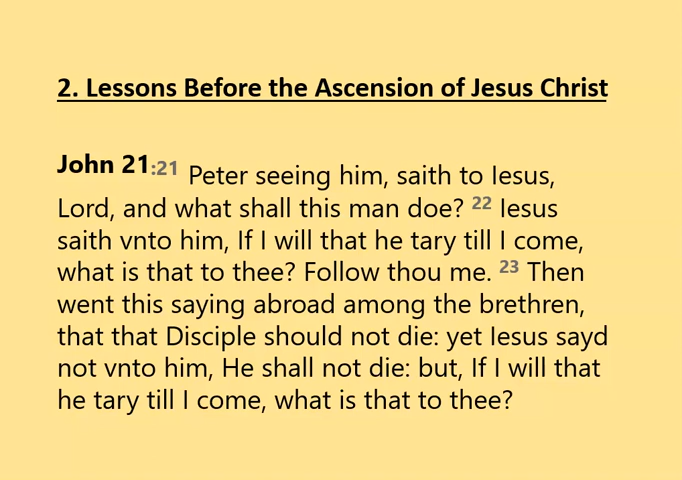 2. Lessons Before the Ascension of Jesus Christ
John 21:21 Peter seeing him, saith to Iesus,
Lord, and what shall this man doe? 22 Iesus
saith vnto him, If I will that he tary till I come,
what is that to thee? Follow thou me. 23 Then
went this saying abroad among the brethren,
that that Disciple should not die: yet Iesus sayd
not vnto him, He shall not die: but, If I will that
he tary till I come, what is that to thee?